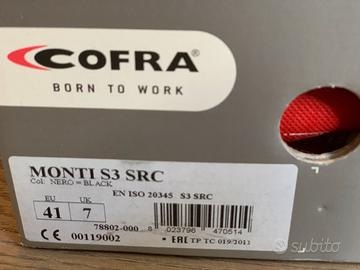 COFRA®
BORN TO WORK
MONTI S3 SRC
Col: NERO = BLACK
EN ISO 20345 S3 SRC
EU UK
41 7
78802-000
8 023796 470514
CE 00119002
EAC TP TC 019/2011
subito